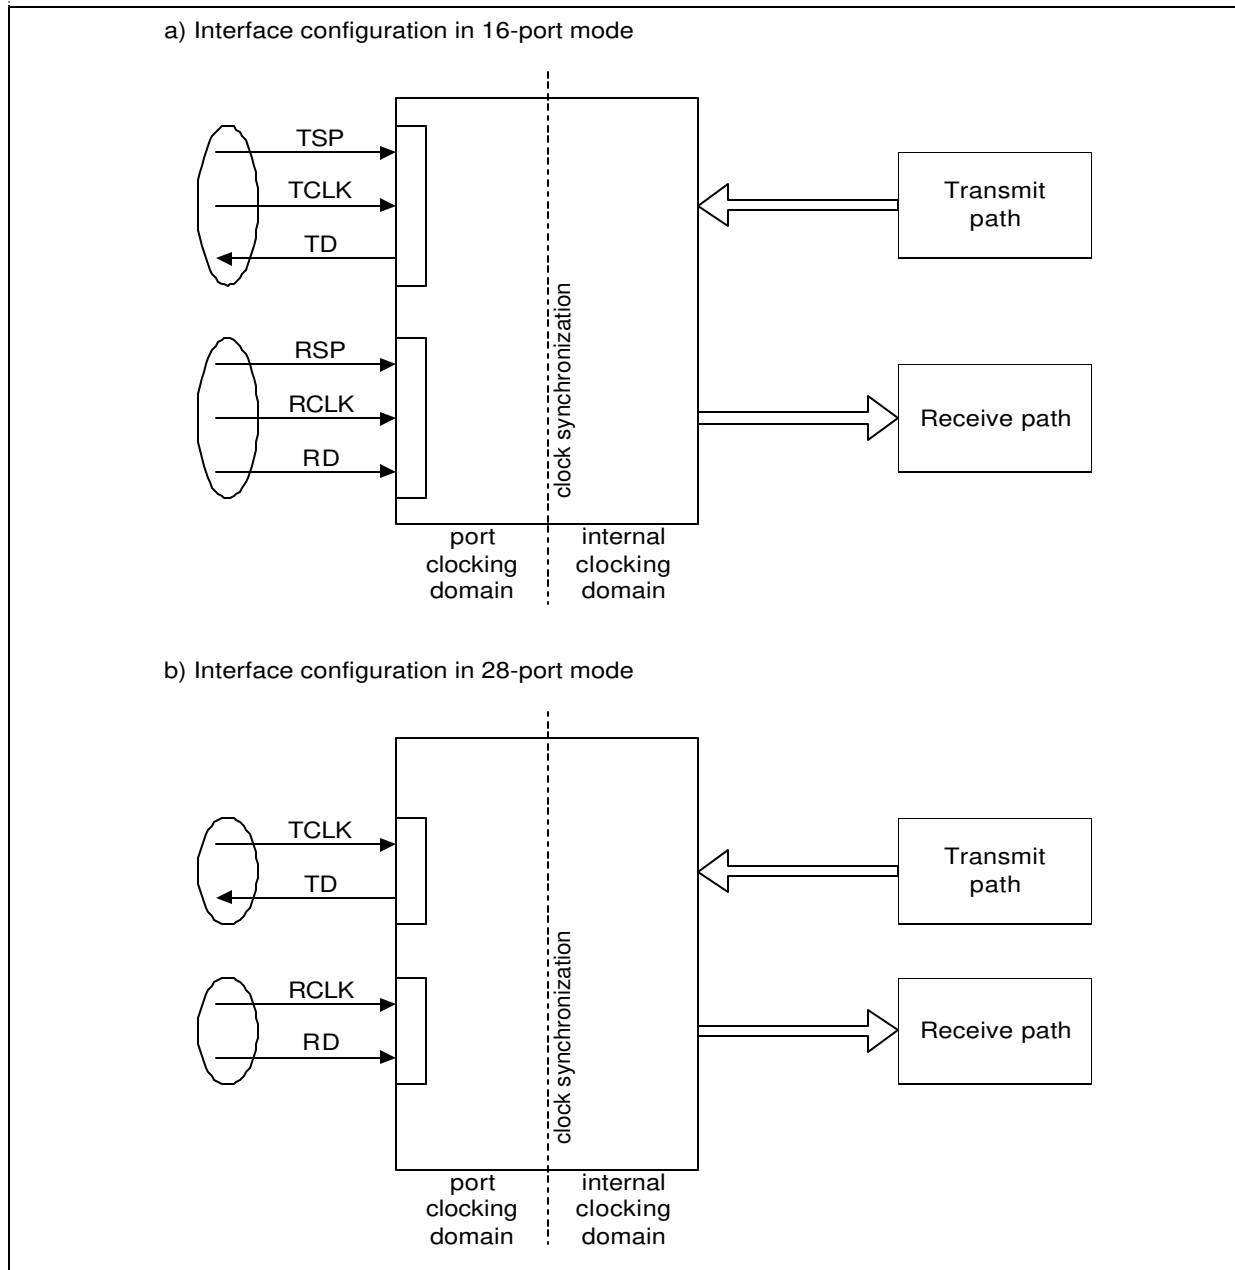 a) Interface configuration in 16-port mode
TSP
TCLK
TD
Transmit
path
RSP
RCLK
RD
clock synchronization
Receive path
port
clocking
domain
internal
clocking
domain
b) Interface configuration in 28-port mode
TCLK
TD
Transmit
path
RCLK
RD
clock synchronization
Receive path
port
clocking
domain
internal
clocking
domain